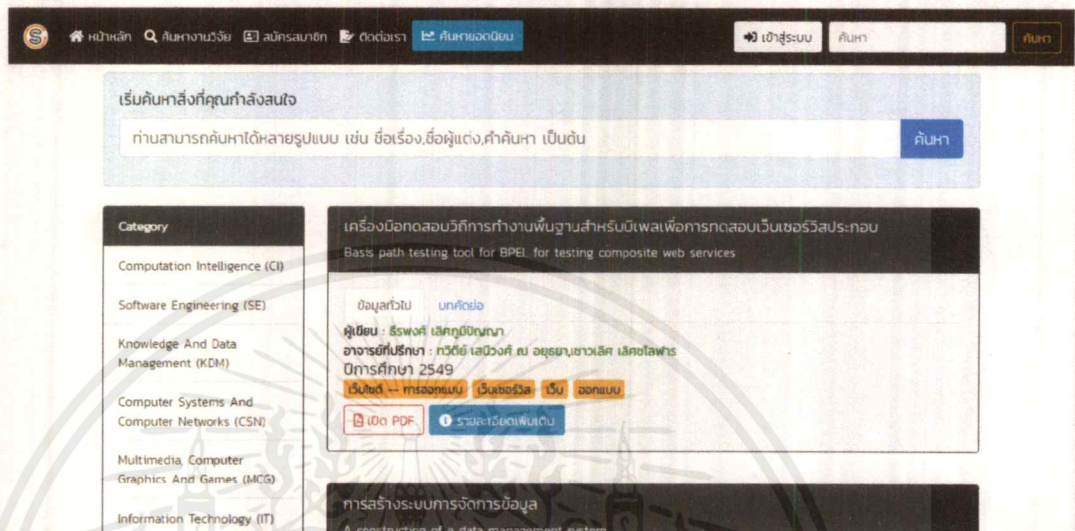 หน้าหลัก ค้นหางานวิจัย สมัครสมาชิก ติดต่อเรา ค้นหายอดนิยม เข้าสู่ระบบ ค้นหา ค้นหา
เริ่มค้นหาสิ่งที่คุณกำลังสนใจ
ท่านสามารถค้นหาได้หลายรูปแบบ เช่น ชื่อเรื่อง,ชื่อผู้แต่ง,คำค้นหา เป็นต้น ค้นหา
Category
Computation Intelligence (CI)
Software Engineering (SE)
Knowledge And Data
Management (KDM)
Computer Systems And
Computer Networks (CSN)
Multimedia, Computer
Graphics And Games (MCG)
Information Technology (IT)
เครื่องมือทดสอบวิถีการทำงานพื้นฐานสำหรับบีเพลเพื่อการทดสอบเว็บเซอร์วิสประกอบ
Basis path testing tool for BPEL for testing composite web services
ข้อมูลทั่วไป บทคัดย่อ
ผู้เขียน : ธีรพงศ์ เลิศภูมิปัญญา
อาจารย์ที่ปรึกษา : ทวิตีย์ เสนีวงศ์ ณ อยุธยา,เชาวเลิศ เลิศชโลฬาร
ปีการศึกษา 2549
เว็บไซต์ -- การออกแบบ เว็บเซอร์วิส เว็บ ออกแบบ
เปิด PDF รายละเอียดเพิ่มเติม
การสร้างระบบการจัดการข้อมูล
A constructing of a data management system